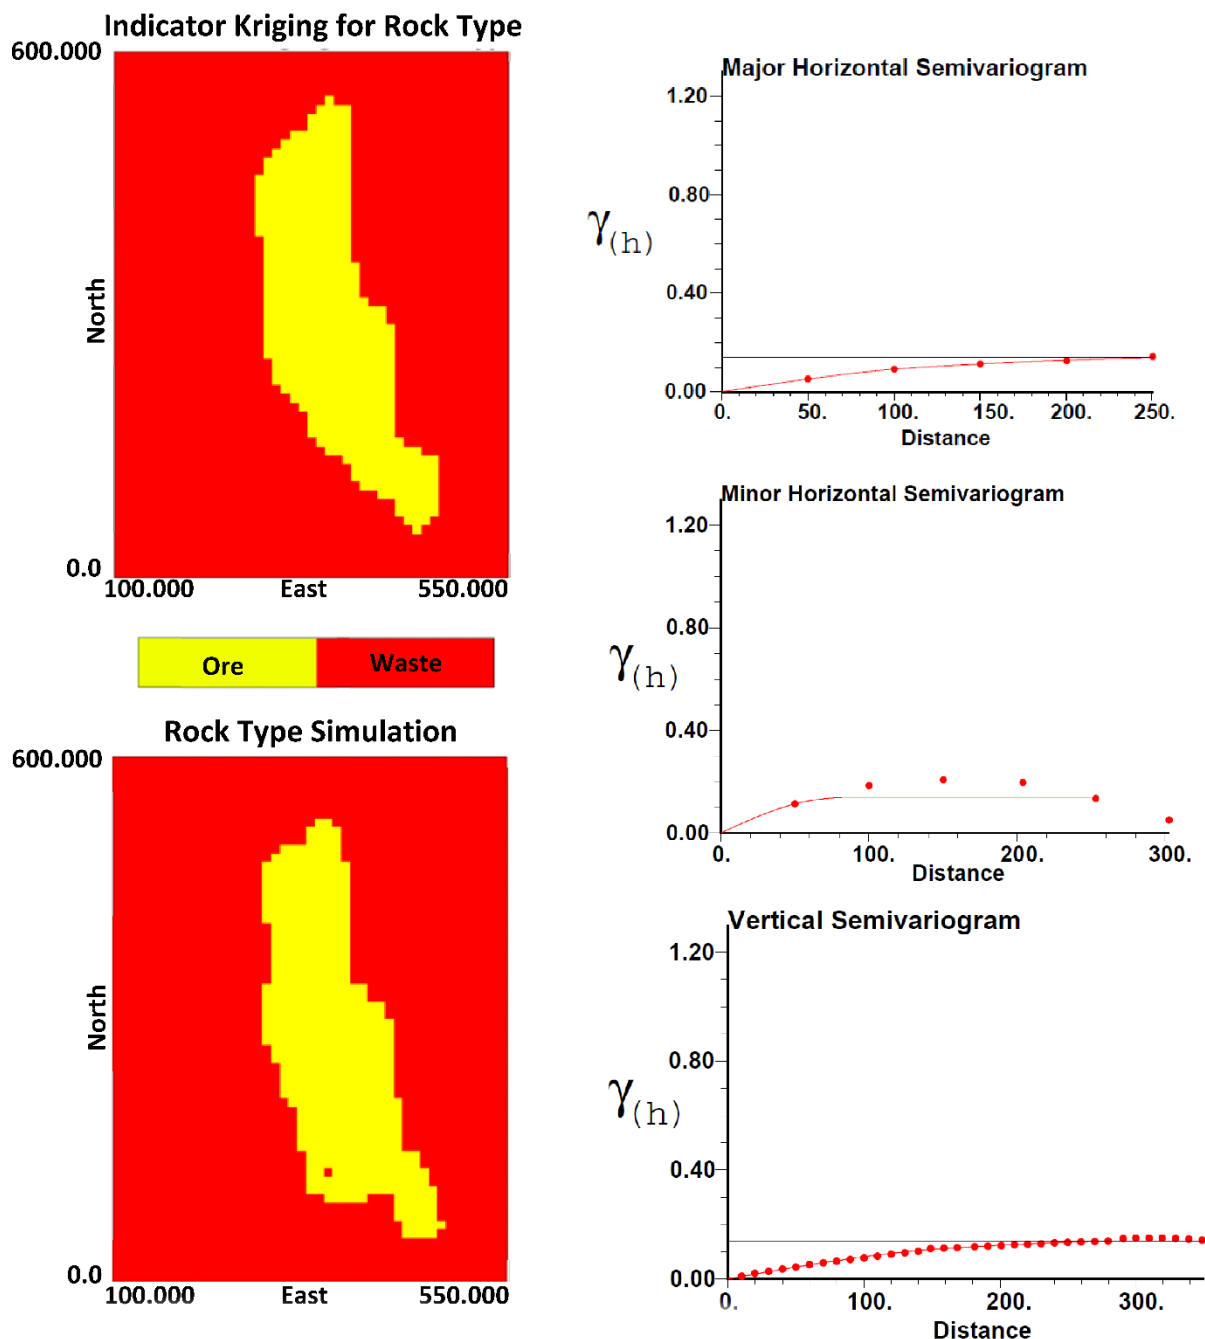 Indicator Kriging for Rock Type
600.000
North
0.0
100.000 East 550.000
Ore Waste
Rock Type Simulation
600.000
North
0.0
100.000 East 550.000
Major Horizontal Semivariogram
1.20
0.80
γ(h)
0.40
0.00
0. 50. 100. 150. 200. 250.
Distance
Minor Horizontal Semivariogram
1.20
0.80
γ(h)
0.40
0.00
0. 100. 200. 300.
Distance
Vertical Semivariogram
1.20
0.80
γ(h)
0.40
0.00
0. 100. 200. 300.
Distance